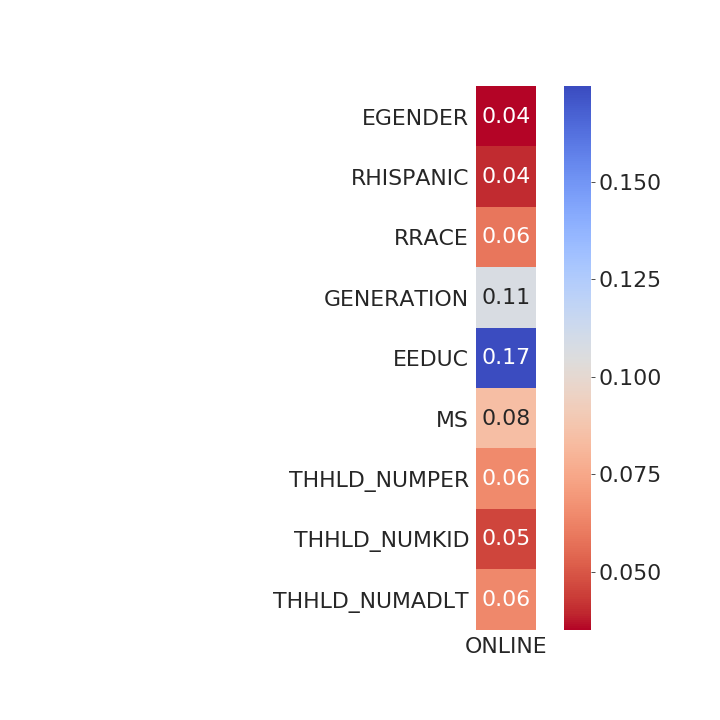 EGENDER 0.04
RHISPANIC 0.04
RRACE 0.06
GENERATION 0.11
EEDUC 0.17
MS 0.08
THHLD_NUMPER 0.06
THHLD_NUMKID 0.05
THHLD_NUMADLT 0.06
ONLINE
0.150
0.125
0.100
0.075
0.050